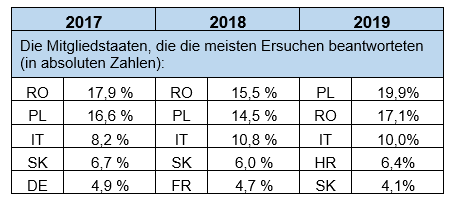 2017 2018 2019
Die Mitgliedstaaten, die die meisten Ersuchen beantworteten
(in absoluten Zahlen):
RO 17,9 % RO 15,5 % PL 19,9%
PL 16,6 % PL 14,5 % RO 17,1%
IT 8,2 % IT 10,8 % IT 10,0%
SK 6,7 % SK 6,0 % HR 6,4%
DE 4,9 % FR 4,7 % SK 4,1%